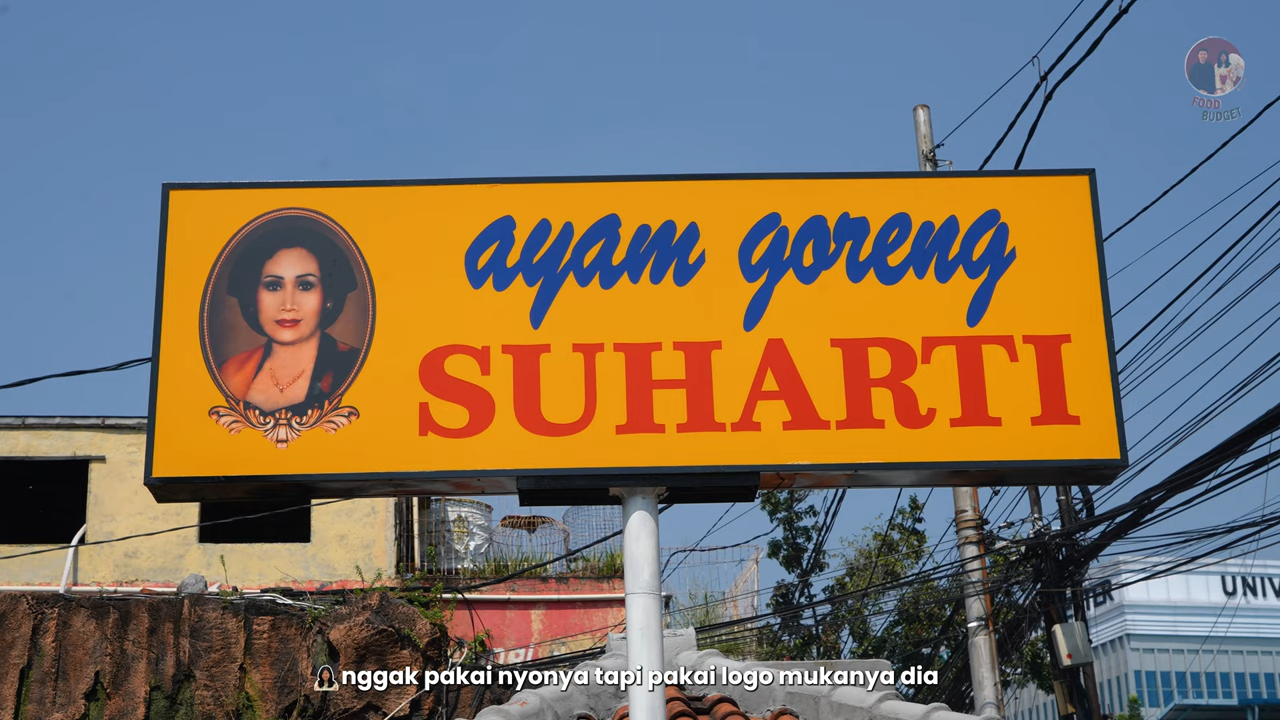 FOOD
BUDGET
ayam goreng
SUHARTI
UNIV
nggak pakai nyonya tapi pakai logo mukanya dia